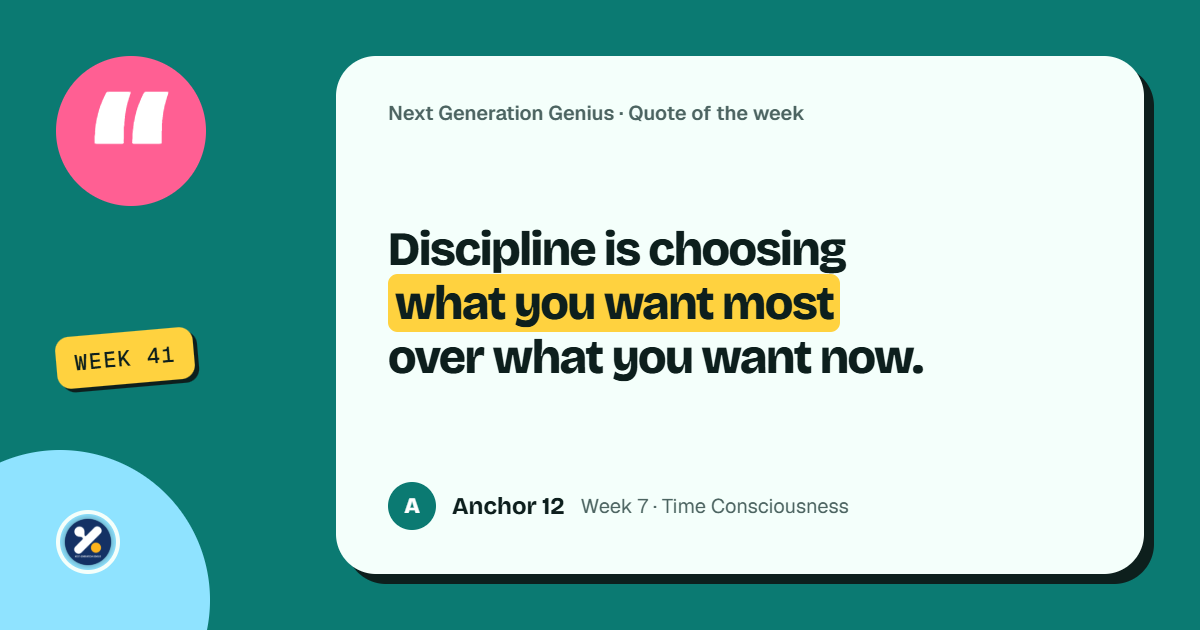 “
WEEK 41
Next Generation Genius · Quote of the week
Discipline is choosing
what you want most
over what you want now.
A
Anchor 12 Week 7 · Time Consciousness